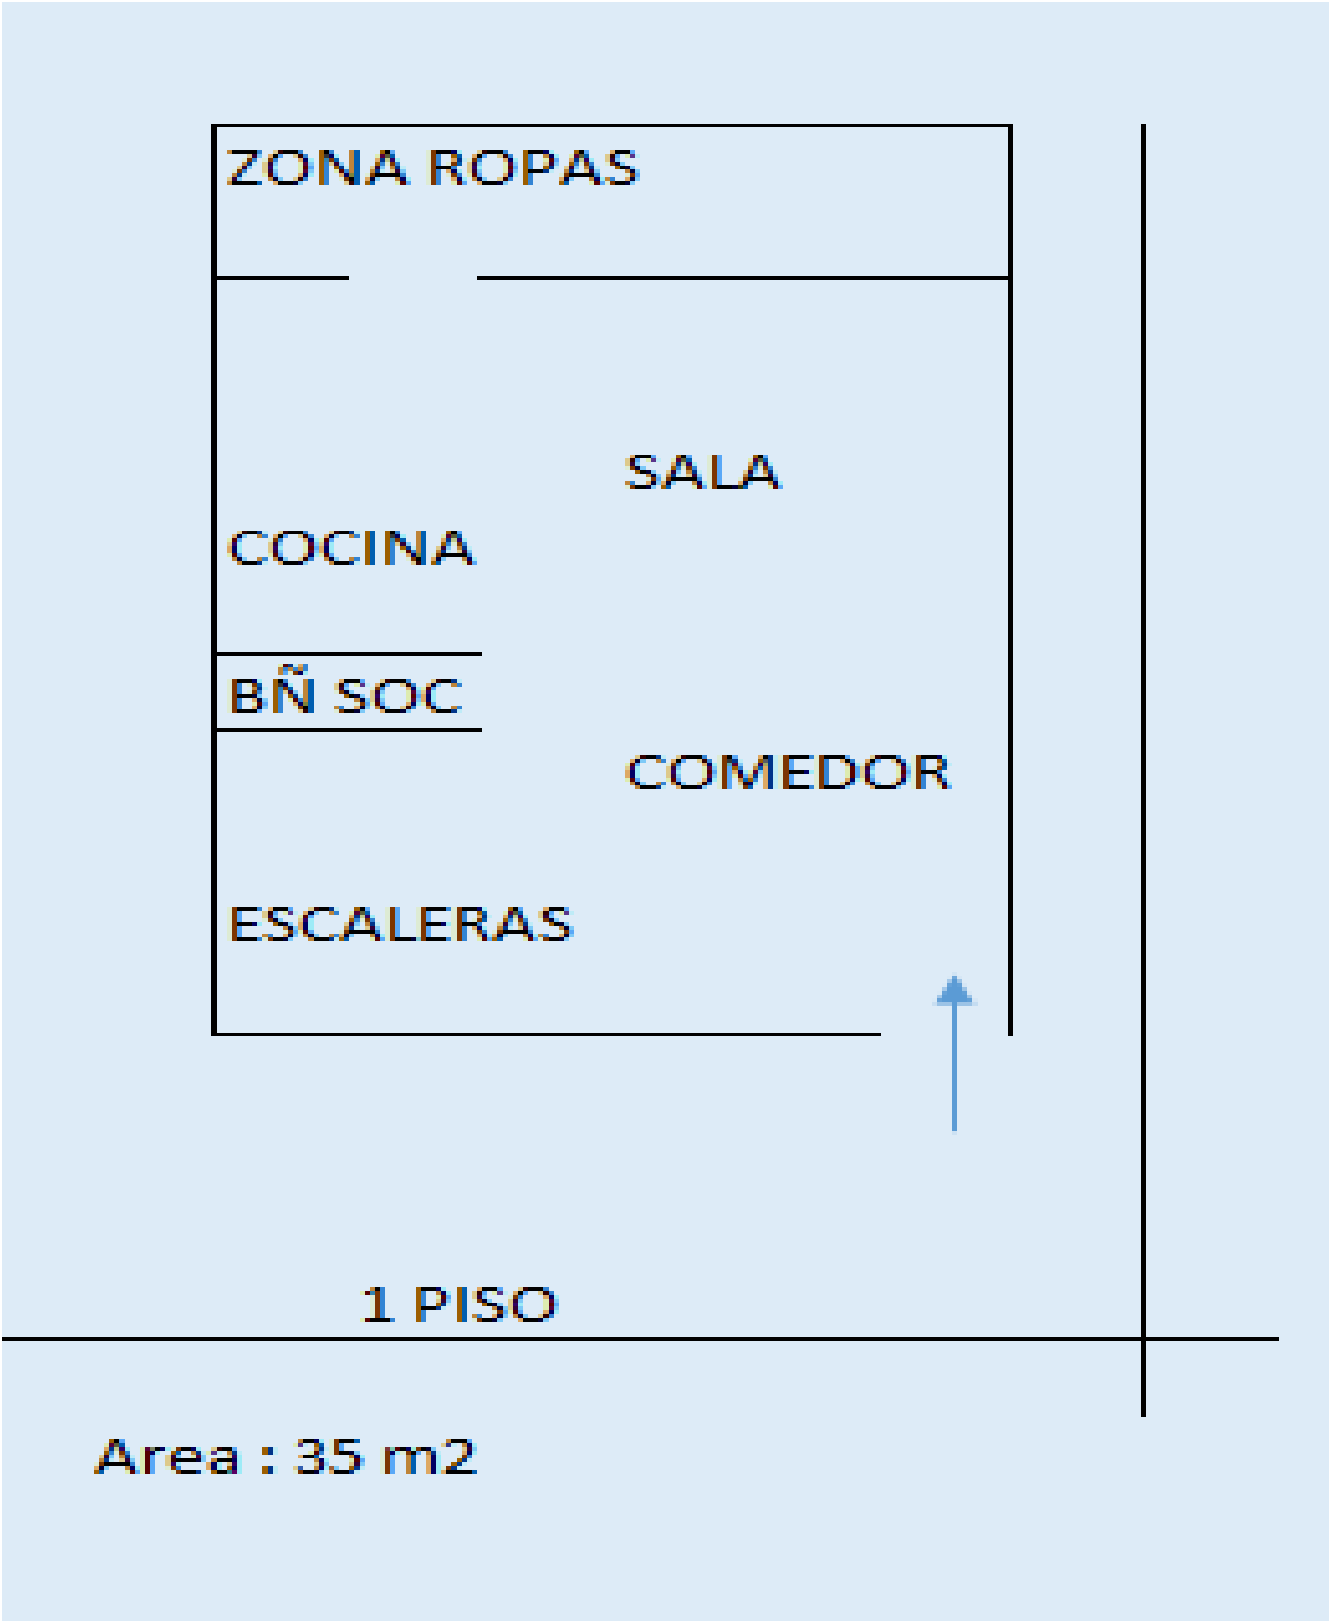 ZONA ROPAS
SALA
COCINA
BÑ SOC
COMEDOR
ESCALERAS
1 PISO
Area : 35 m2